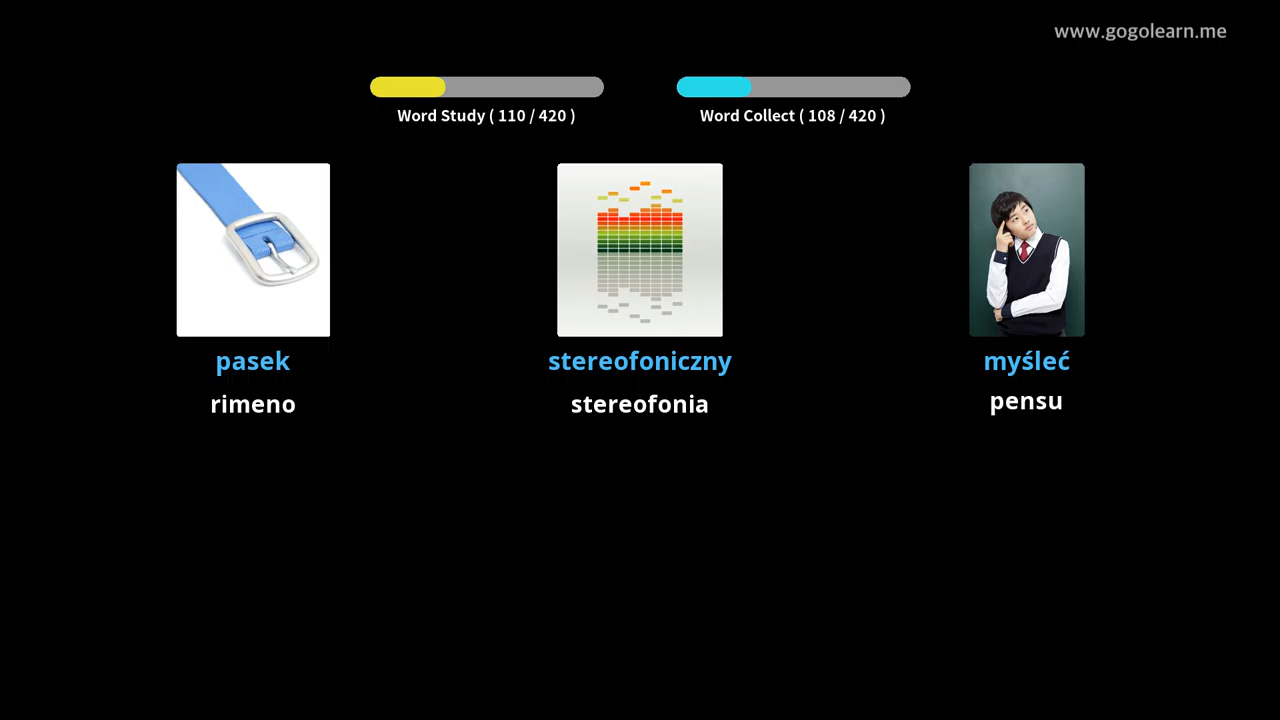 www.gogolearn.me
Word Study ( 110 / 420 )
Word Collect ( 108 / 420 )
pasek
stereofoniczny
myśleć
rimeno
stereofonia
pensu